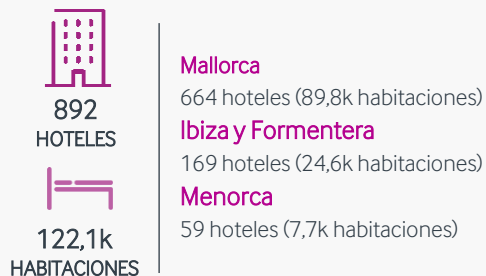 892
HOTELES
122,1k
HABITACIONES
Mallorca
664 hoteles (89,8k habitaciones)
Ibiza y Formentera
169 hoteles (24,6k habitaciones)
Menorca
59 hoteles (7,7k habitaciones)